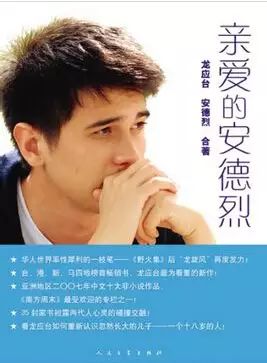 亲爱的安德烈
龙应台 安德烈 合著
★ 华人世界率性犀利的一枝笔——《野火集》后“龙旋风”再度发力！
★ 台、港、新、马四地榜首畅销书，龙应台最为看重的新作！
★ 亚洲地区二〇〇七年中文十大非小说作品，
《南方周末》最受欢迎的专栏之一！
★ 35封家书袒露两代人心灵的碰撞交融！
★ 看龙应台如何重新认识忽然长大的儿子——一个十八岁的人！
人民文学出版社